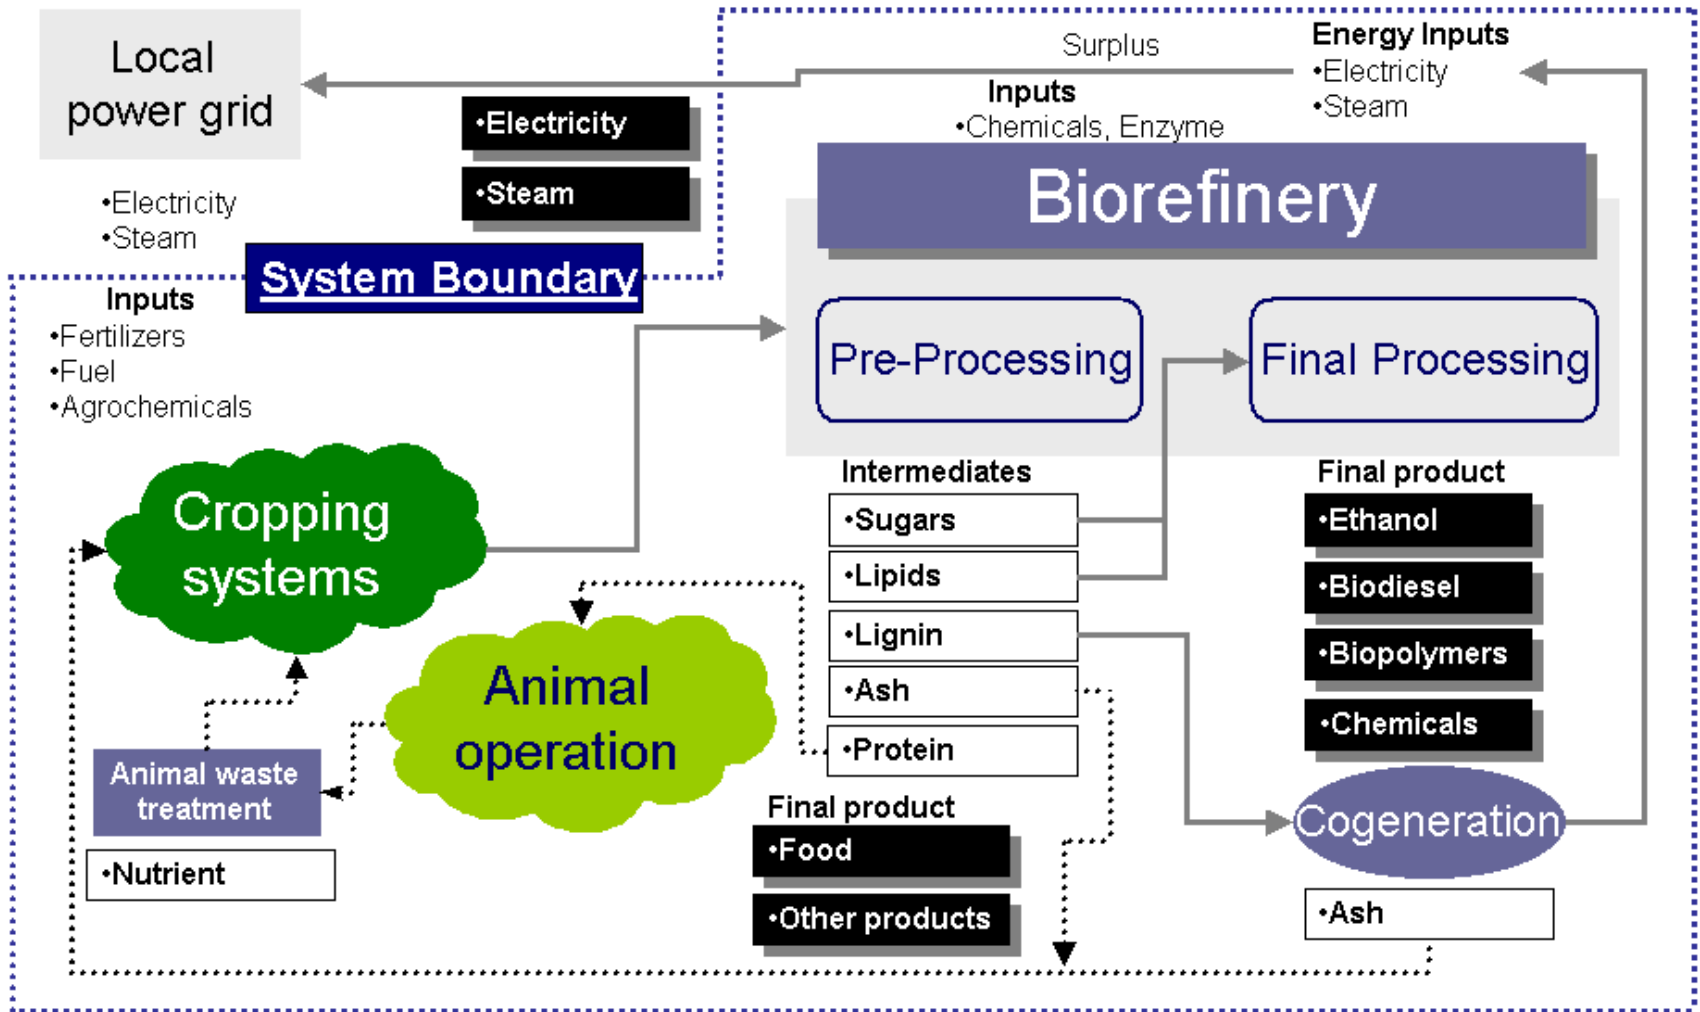 Local
power grid
Surplus
Energy Inputs
•Electricity
•Steam
Inputs
•Chemicals, Enzyme
•Electricity
•Steam
Biorefinery
•Electricity
•Steam
System Boundary
Inputs
•Fertilizers
•Fuel
•Agrochemicals
Pre-Processing
Final Processing
Cropping
systems
Intermediates
•Sugars
•Lipids
•Lignin
•Ash
•Protein
Final product
•Ethanol
•Biodiesel
•Biopolymers
•Chemicals
Animal
operation
Animal waste
treatment
•Nutrient
Final product
•Food
•Other products
Cogeneration
•Ash